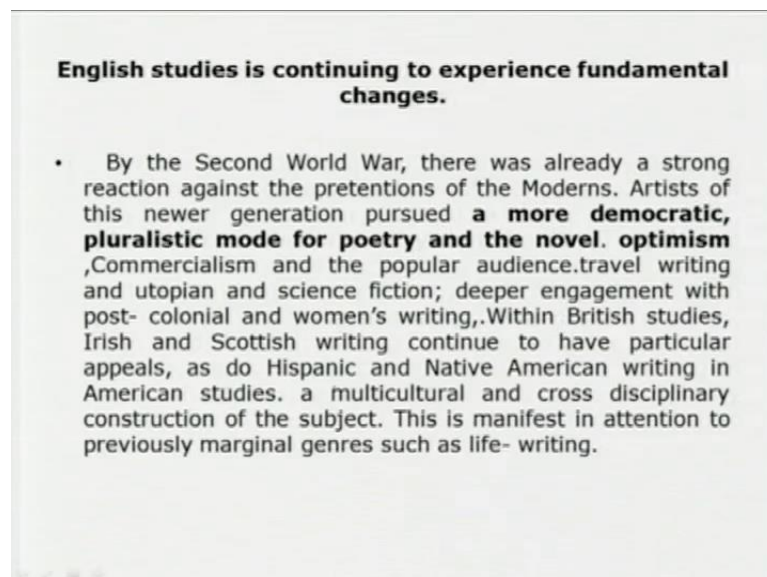 English studies is continuing to experience fundamental
changes.
• By the Second World War, there was already a strong
reaction against the pretentions of the Moderns. Artists of
this newer generation pursued a more democratic,
pluralistic mode for poetry and the novel. optimism
,Commercialism and the popular audience.travel writing
and utopian and science fiction; deeper engagement with
post- colonial and women's writing,.Within British studies,
Irish and Scottish writing continue to have particular
appeals, as do Hispanic and Native American writing in
American studies. a multicultural and cross disciplinary
construction of the subject. This is manifest in attention to
previously marginal genres such as life- writing.